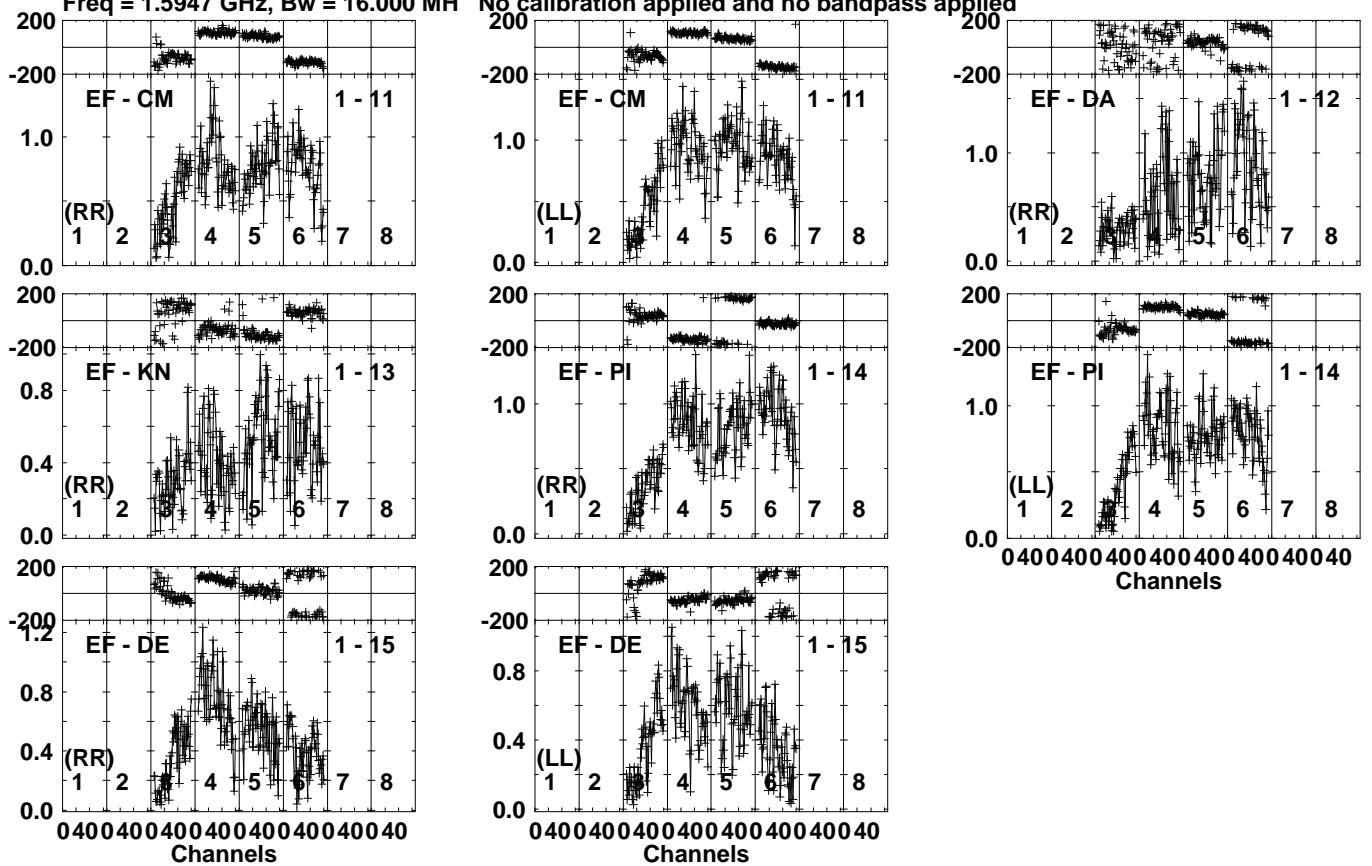 Freq = 1.5947 GHz, Bw = 16.000 MH No calibration applied and no bandpass applied
200
-200
EF - CM 1 - 11
1.0
(RR)
1 2 3 4 5 6 7 8
0.0
EF - CM 1 - 11
1.0
(LL)
1 2 3 4 5 6 7 8
0.0
200
-200
EF - DA 1 - 12
1.0
(RR)
1 2 3 4 5 6 7 8
0.0
200
-200
EF - KN 1 - 13
0.8
0.4
(RR)
1 2 3 4 5 6 7 8
0.0
200
-200
EF - PI 1 - 14
1.0
(RR)
1 2 3 4 5 6 7 8
0.0
200
-200
EF - PI 1 - 14
1.0
(LL)
1 2 3 4 5 6 7 8
0.0
0 40 0 40 0 40 0 40 0 40 0 40 0 40 0 40
Channels
200
-200
1.2
EF - DE 1 - 15
0.8
0.4
(RR)
1 2 3 4 5 6 7 8
0.0
0 40 0 40 0 40 0 40 0 40 0 40 0 40 0 40
Channels
200
-200
EF - DE 1 - 15
0.8
0.4
(LL)
1 2 3 4 5 6 7 8
0.0
0 40 0 40 0 40 0 40 0 40 0 40 0 40 0 40
Channels